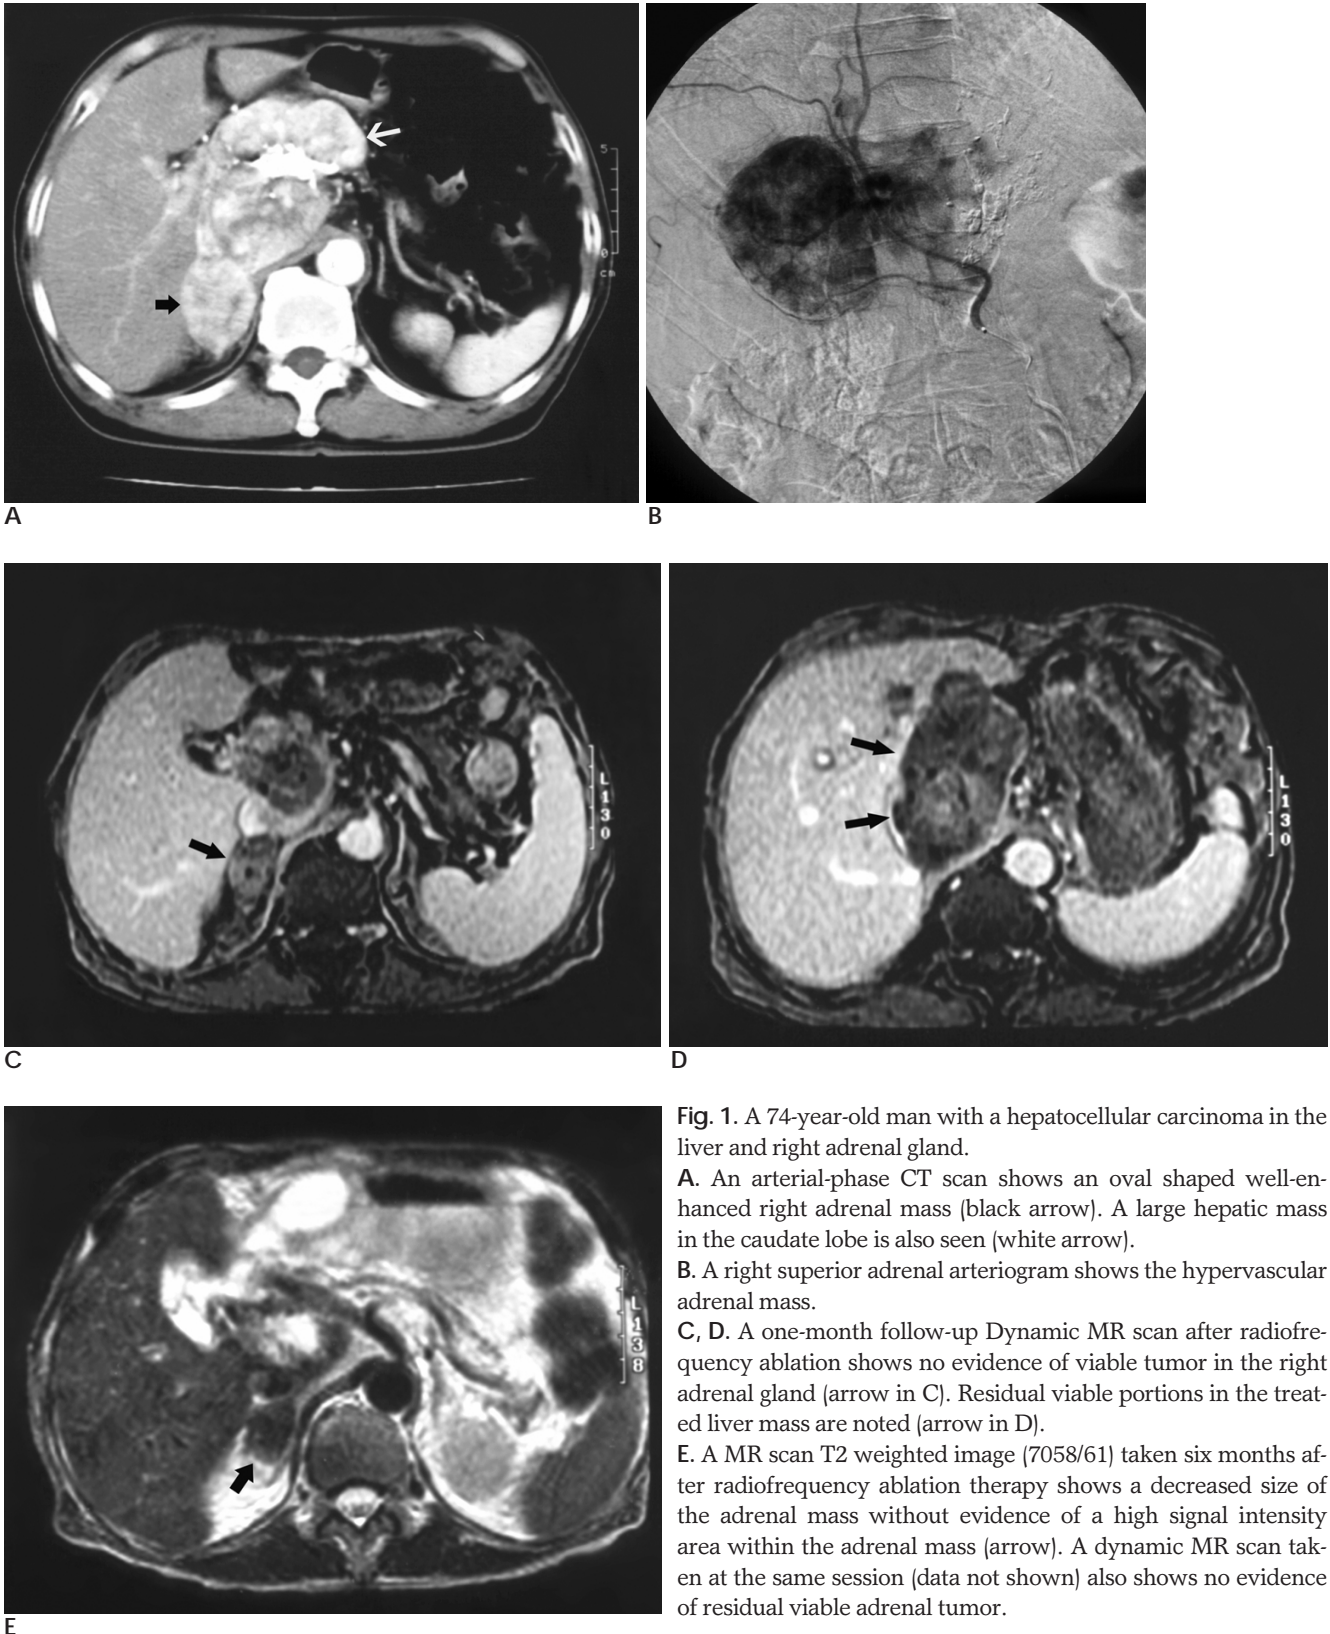 5
0
cm
A
B
L
1
3
0
C
L
1
3
0
D
L
1
3
8
E
Fig. 1. A 74-year-old man with a hepatocellular carcinoma in the
liver and right adrenal gland.
A. An arterial-phase CT scan shows an oval shaped well-en-
hanced right adrenal mass (black arrow). A large hepatic mass
in the caudate lobe is also seen (white arrow).
B. A right superior adrenal arteriogram shows the hypervascular
adrenal mass.
C, D. A one-month follow-up Dynamic MR scan after radiofre-
quency ablation shows no evidence of viable tumor in the right
adrenal gland (arrow in C). Residual viable portions in the treat-
ed liver mass are noted (arrow in D).
E. A MR scan T2 weighted image (7058/61) taken six months af-
ter radiofrequency ablation therapy shows a decreased size of
the adrenal mass without evidence of a high signal intensity
area within the adrenal mass (arrow). A dynamic MR scan tak-
en at the same session (data not shown) also shows no evidence
of residual viable adrenal tumor.